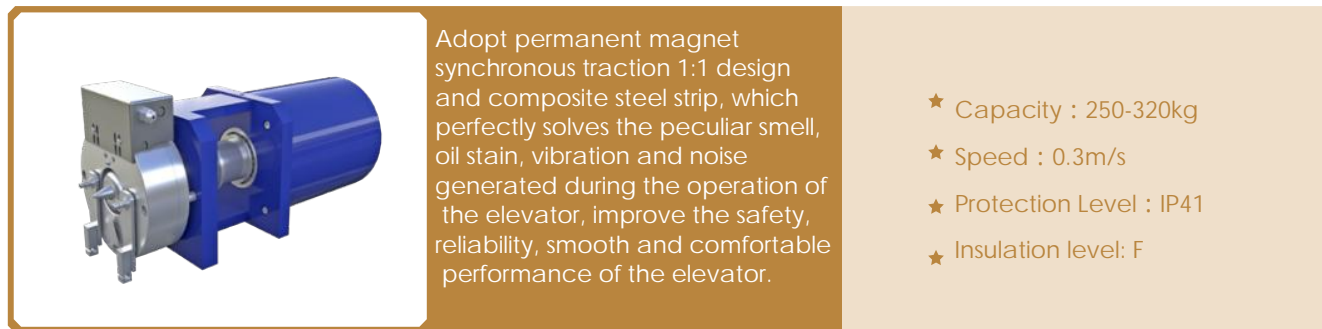 Adopt permanent magnet
synchronous traction 1:1 design
and composite steel strip, which
perfectly solves the peculiar smell,
oil stain, vibration and noise
generated during the operation of
the elevator, improve the safety,
reliability, smooth and comfortable
performance of the elevator.
Capacity：250-320kg
Speed：0.3m/s
Protection Level：IP41
Insulation level: F